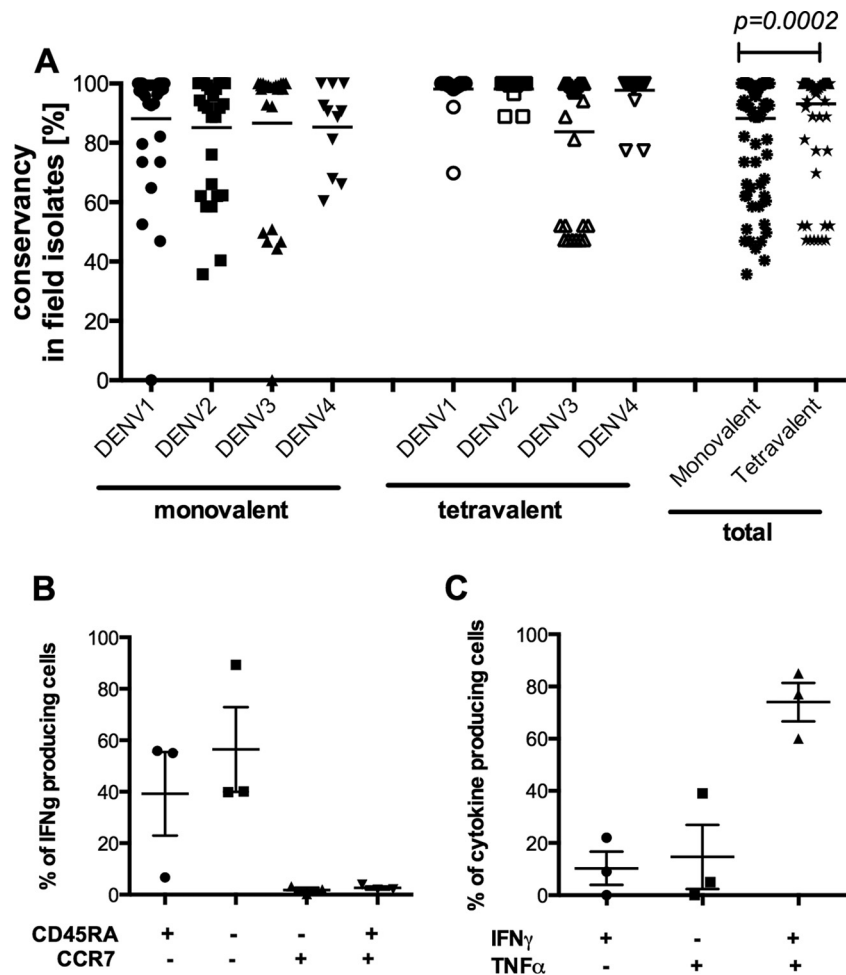 p=0.0002
A
conservancy
in field isolates [%]
100
80
60
40
20
0
DENV1
DENV2
DENV3
DENV4
DENV1
DENV2
DENV3
DENV4
Monovalent
Tetravalent
monovalent
tetravalent
total
B
% of IFNg producing cells
100
80
60
40
20
0
CD45RA + - - +
CCR7 - - + +
C
% of cytokine producing cells
100
80
60
40
20
0
IFNγ + - +
TNFα - + +